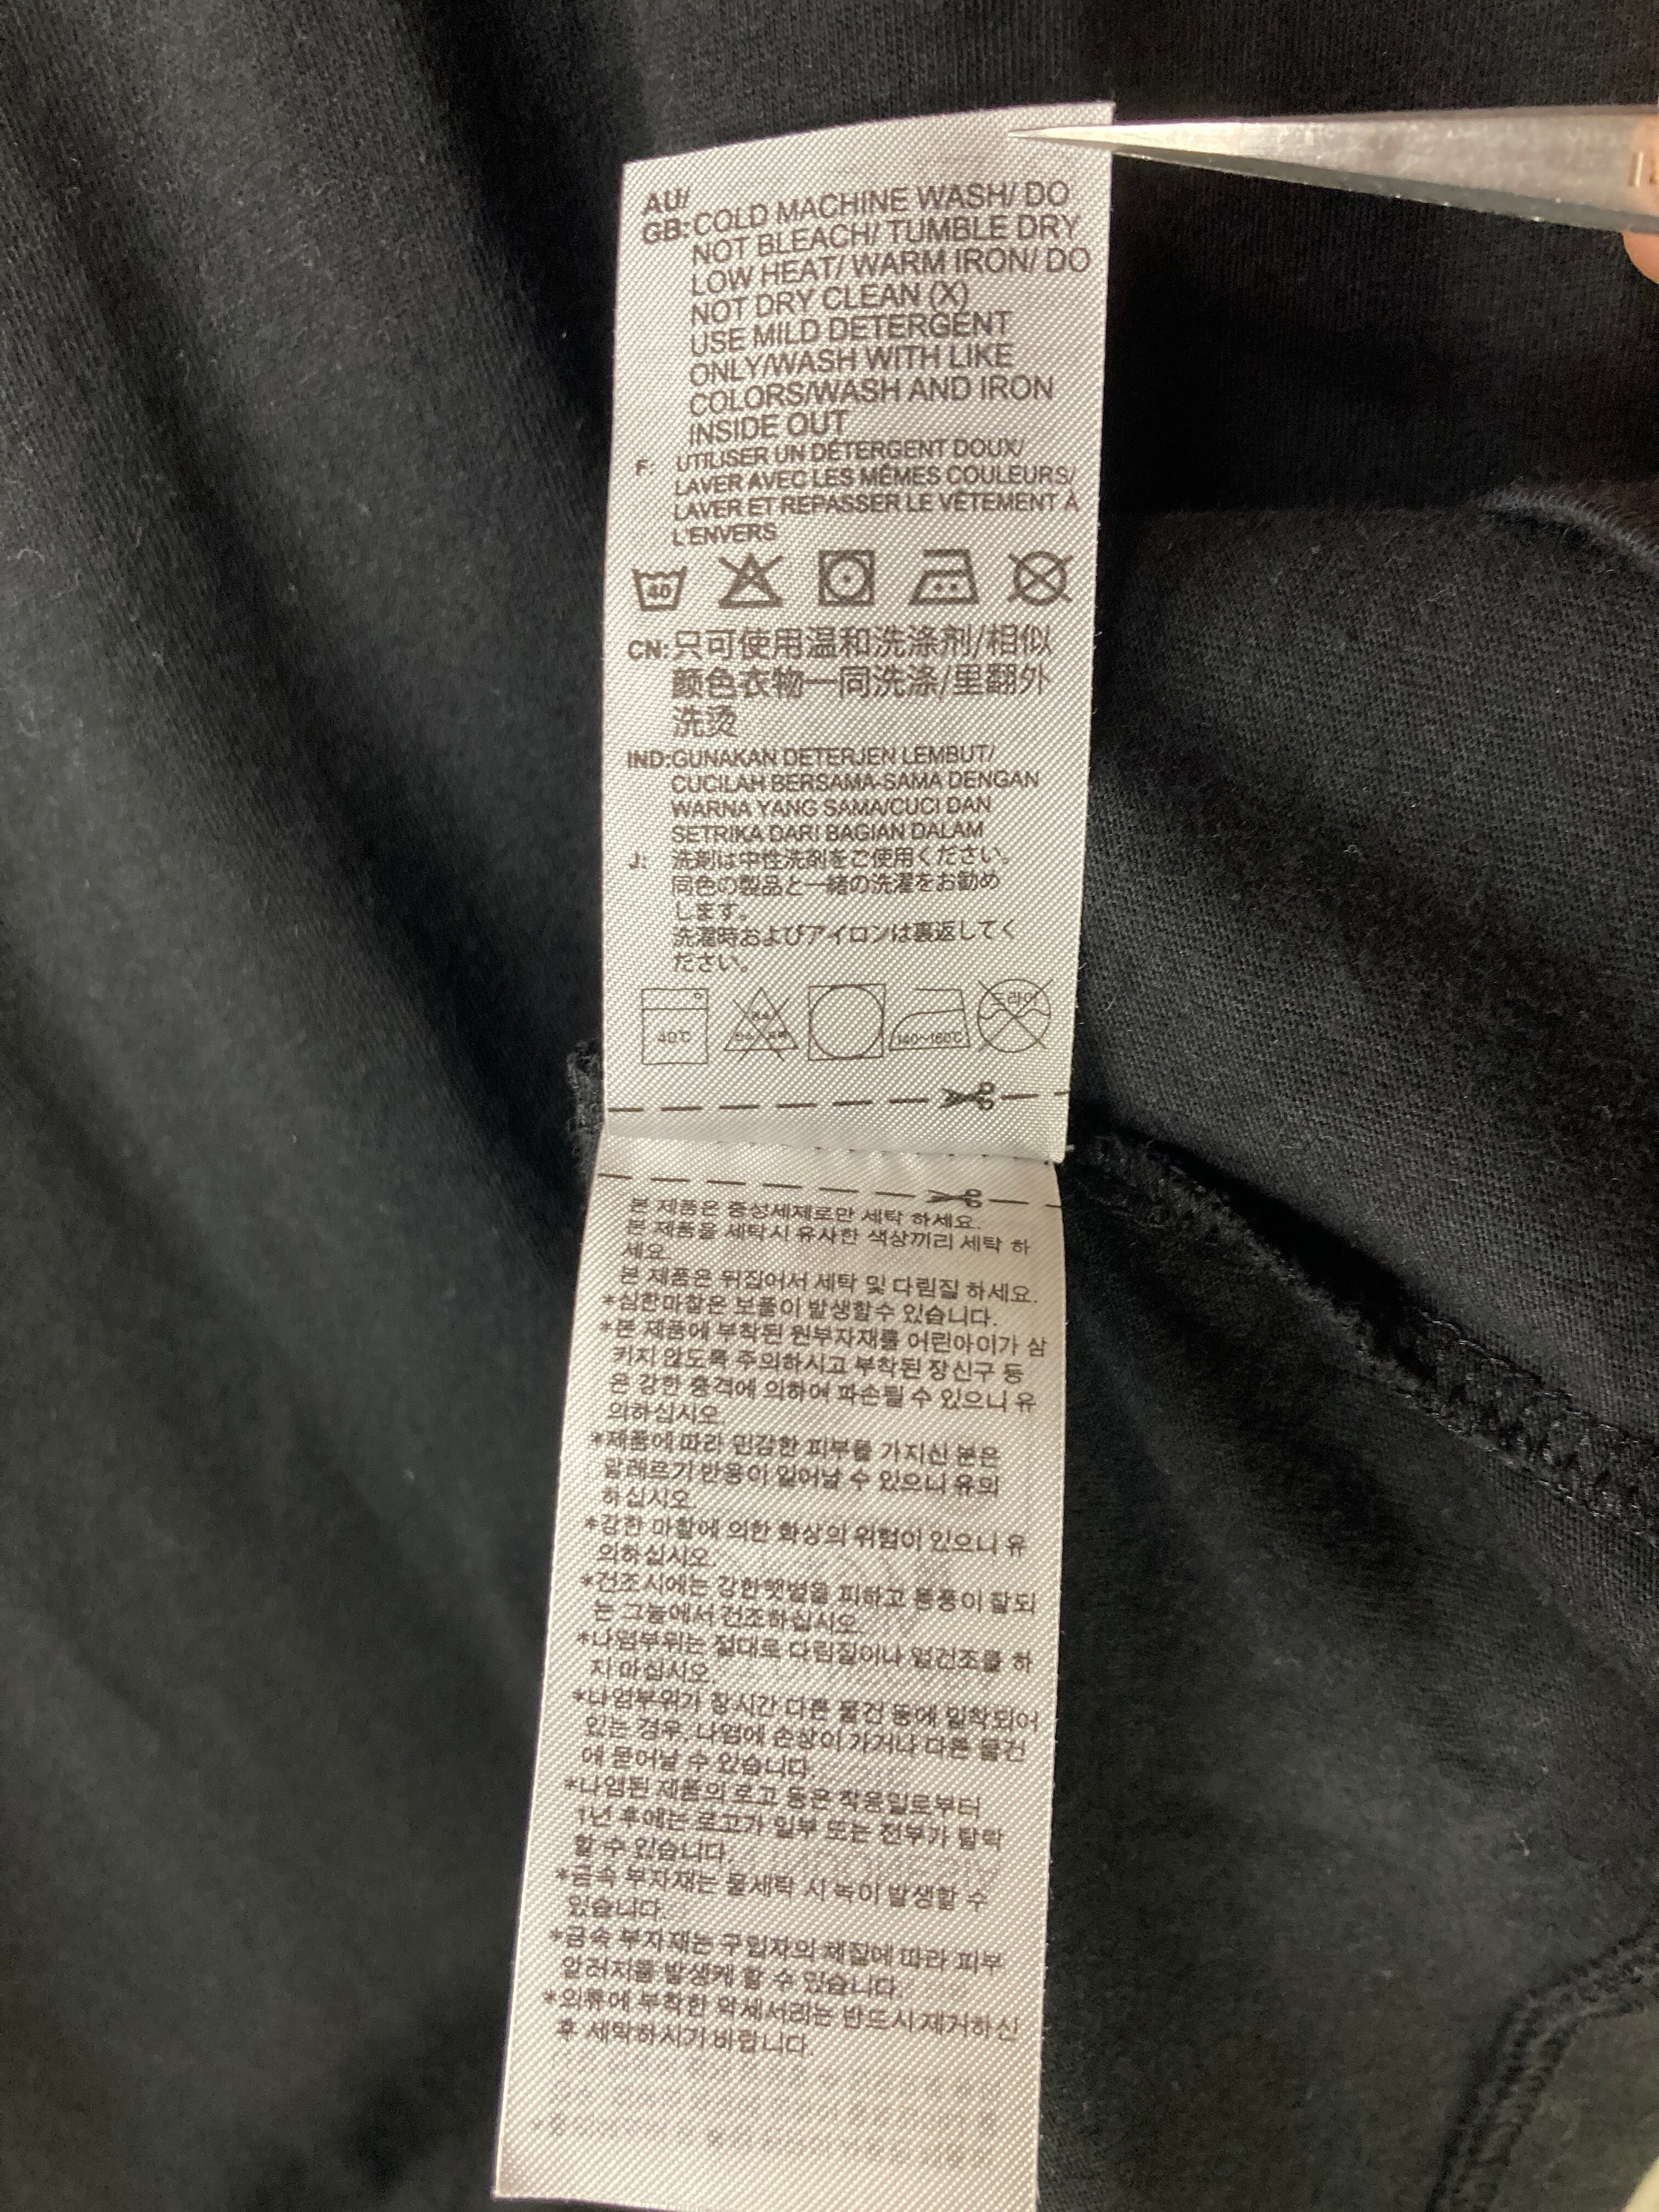 AU/
GB: COLD MACHINE WASH/ DO
NOT BLEACH/ TUMBLE DRY
LOW HEAT/ WARM IRON/ DO
NOT DRY CLEAN (X)
USE MILD DETERGENT
ONLY/WASH WITH LIKE
COLORS/WASH AND IRON
INSIDE OUT
F: UTILISER UN DÉTERGENT DOUX/
LAVER AVEC LES MÊMES COULEURS/
LAVER ET REPASSER LE VÊTEMENT À
L'ENVERS
40
CN: 只可使用温和洗涤剂/相似
颜色衣物一同洗涤/里翻外
洗烫
IND: GUNAKAN DETERJEN LEMBUT/
CUCILAH BERSAMA-SAMA DENGAN
WARNA YANG SAMA/CUCI DAN
SETRIKA DARI BAGIAN DALAM
J: 洗剤は中性洗剤をご使用ください。
同色の製品と一緒の洗濯をお勧め
します。
洗濯時およびアイロンは裏返してく
ださい。
40℃ 140~160℃ 드라이
본 제품은 중성세제로만 세탁 하세요.
본 제품을 세탁시 유사한 색상끼리 세탁 하
세요.
본 제품은 뒤집어서 세탁 및 다림질 하세요.
*심한마찰은 보풀이 발생할수 있습니다.
*본 제품에 부착된 원부자재를 어린아이가 삼
키지 않도록 주의하시고 부착된 장신구 등
은 강한 충격에 의하여 파손될 수 있으니 유
의하십시오.
*제품에 따라 민감한 피부를 가지신 분은
알레르기 반응이 일어날 수 있으니 유의
하십시오.
*강한 마찰에 의한 화상의 위험이 있으니 유
의하십시오.
*건조시에는 강한햇볕을 피하고 통풍이 잘되
는 그늘에서 건조하십시오.
*나염부위는 절대로 다림질이나 열건조를 하
지 마십시오.
*나염부위가 장시간 다른 물건 등에 밀착되어
있는 경우, 나염에 손상이 가거나 다른 물건
에 묻어날 수 있습니다.
*나염된 제품의 로고 등은 착용일로부터
1년 후에는 로고가 일부 또는 전부가 탈락
할 수 있습니다.
*금속 부자재는 물세탁 시 녹이 발생할 수
있습니다.
*금속 부자재는 구입자의 체질에 따라 피부
알러지를 발생케 할 수 있습니다.
*의류에 부착한 악세서리는 반드시 제거하신
후 세탁하시기 바랍니다.